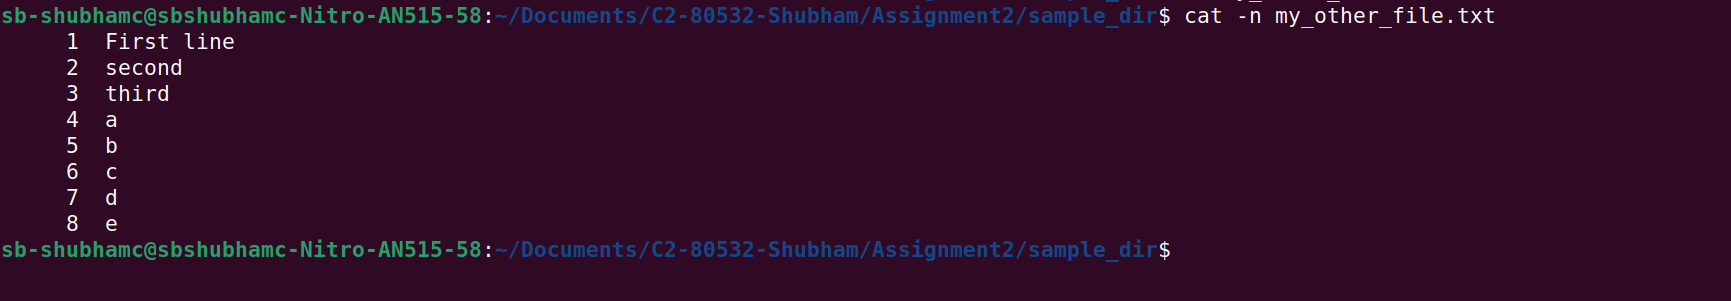 sb-shubhamc@sbshubhamc-Nitro-AN515-58:~/Documents/C2-80532-Shubham/Assignment2/sample_dir$ cat -n my_other_file.txt
     1  First line
     2  second
     3  third
     4  a
     5  b
     6  c
     7  d
     8  e
sb-shubhamc@sbshubhamc-Nitro-AN515-58:~/Documents/C2-80532-Shubham/Assignment2/sample_dir$